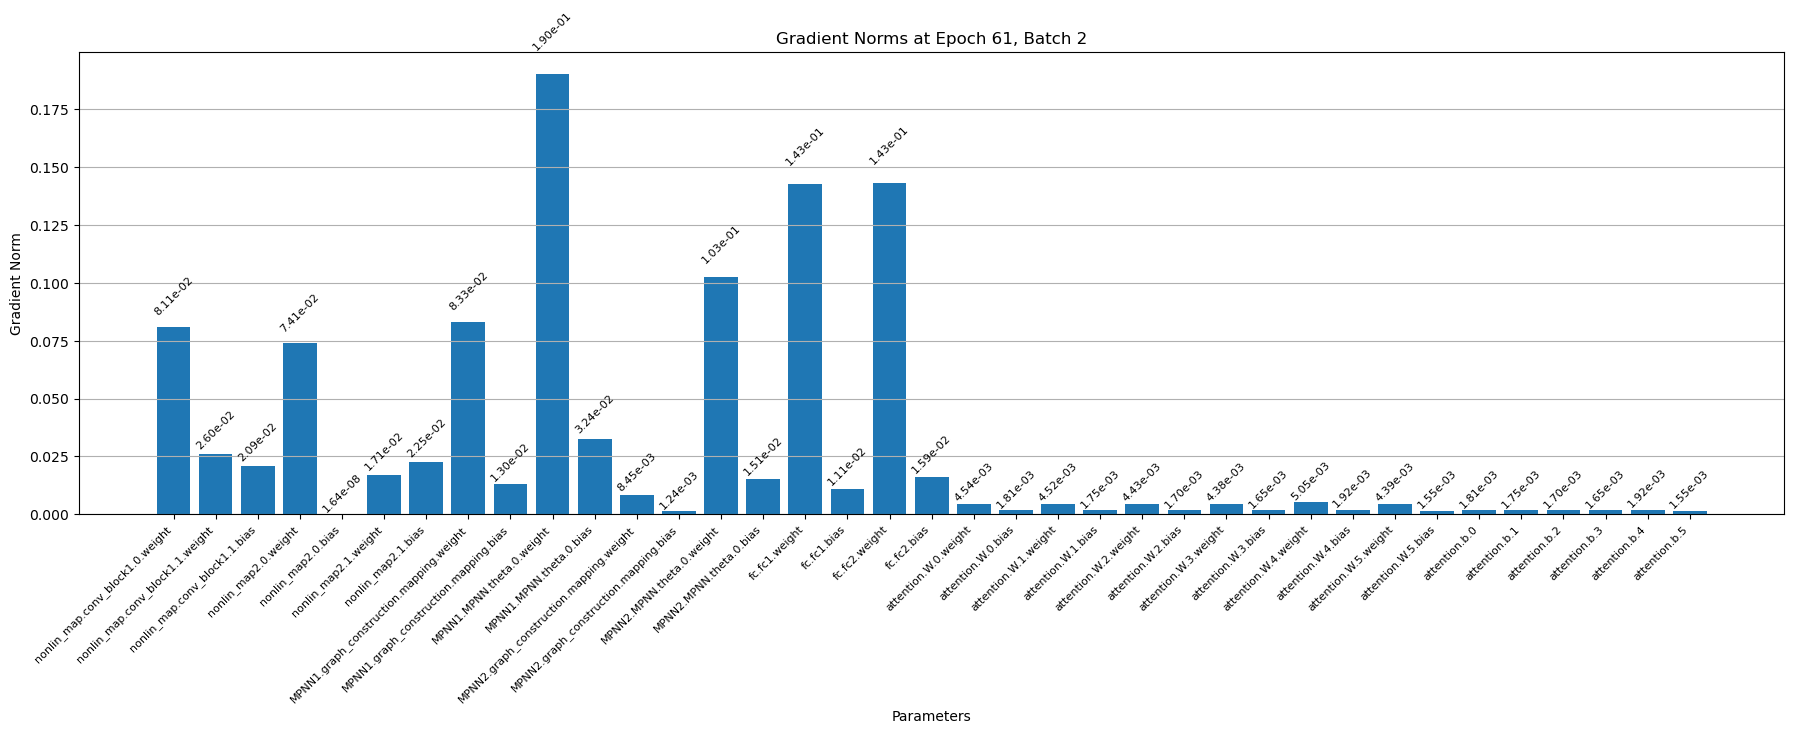 Gradient Norms at Epoch 61, Batch 2
Gradient Norm
0.175
0.150
0.125
0.100
0.075
0.050
0.025
0.000
8.11e-02
2.60e-02
2.09e-02
7.41e-02
1.64e-08
1.71e-02
2.25e-02
8.33e-02
1.30e-02
1.90e-01
3.24e-02
8.45e-03
1.24e-03
1.03e-01
1.51e-02
1.43e-01
1.11e-02
1.43e-01
1.59e-02
4.54e-03
1.81e-03
4.52e-03
1.75e-03
4.43e-03
1.70e-03
4.38e-03
1.65e-03
5.05e-03
1.92e-03
4.39e-03
1.55e-03
1.81e-03
1.75e-03
1.70e-03
1.65e-03
1.92e-03
1.55e-03
nonlin_map.conv_block1.0.weight
nonlin_map.conv_block1.1.weight
nonlin_map.conv_block1.1.bias
nonlin_map2.0.weight
nonlin_map2.0.bias
nonlin_map2.1.weight
nonlin_map2.1.bias
MPNN1.graph_construction.mapping.weight
MPNN1.graph_construction.mapping.bias
MPNN1.MPNN.theta.0.weight
MPNN1.MPNN.theta.0.bias
MPNN2.graph_construction.mapping.weight
MPNN2.graph_construction.mapping.bias
MPNN2.MPNN.theta.0.weight
MPNN2.MPNN.theta.0.bias
fc.fc1.weight
fc.fc1.bias
fc.fc2.weight
fc.fc2.bias
attention.W.0.weight
attention.W.0.bias
attention.W.1.weight
attention.W.1.bias
attention.W.2.weight
attention.W.2.bias
attention.W.3.weight
attention.W.3.bias
attention.W.4.weight
attention.W.4.bias
attention.W.5.weight
attention.W.5.bias
attention.b.0
attention.b.1
attention.b.2
attention.b.3
attention.b.4
attention.b.5
Parameters